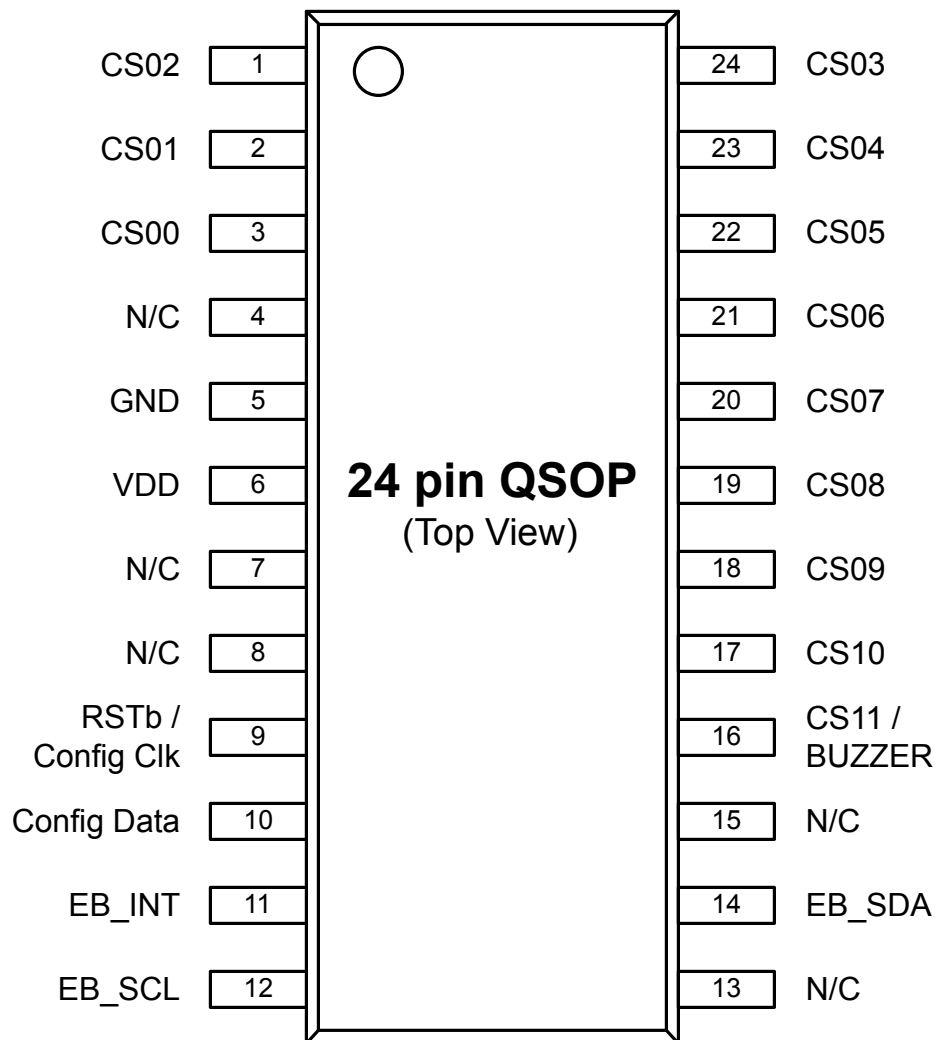 CS02 1
CS01 2
CS00 3
N/C 4
GND 5
VDD 6
N/C 7
N/C 8
RSTb /
Config Clk 9
Config Data 10
EB_INT 11
EB_SCL 12
24 pin QSOP
(Top View)
24 CS03
23 CS04
22 CS05
21 CS06
20 CS07
19 CS08
18 CS09
17 CS10
16 CS11 /
BUZZER
15 N/C
14 EB_SDA
13 N/C